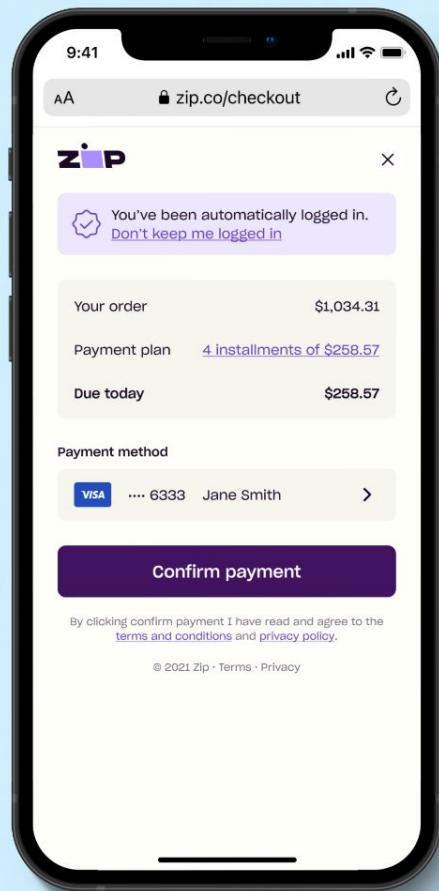 9:41
AA zip.co/checkout
zip
You've been automatically logged in.
Don't keep me logged in
Your order $1,034.31
Payment plan 4 installments of $258.57
Due today $258.57
Payment method
VISA ···· 6333 Jane Smith
Confirm payment
By clicking confirm payment I have read and agree to the
terms and conditions and privacy policy.
© 2021 Zip · Terms · Privacy